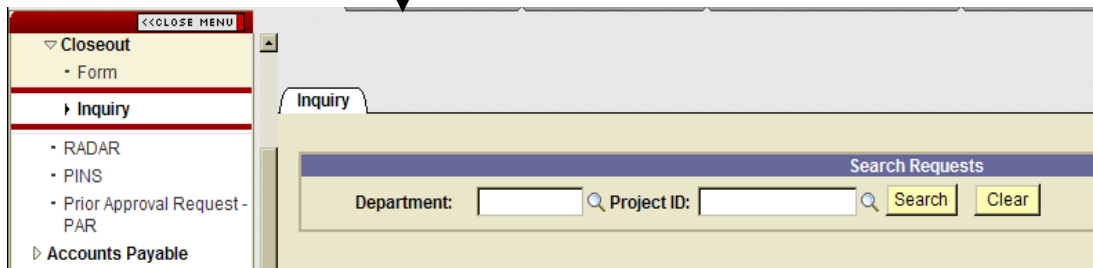 <<CLOSE MENU
Closeout
Form
Inquiry
RADAR
PINS
Prior Approval Request -
PAR
Accounts Payable
Inquiry
Search Requests
Department: Project ID: Search Clear